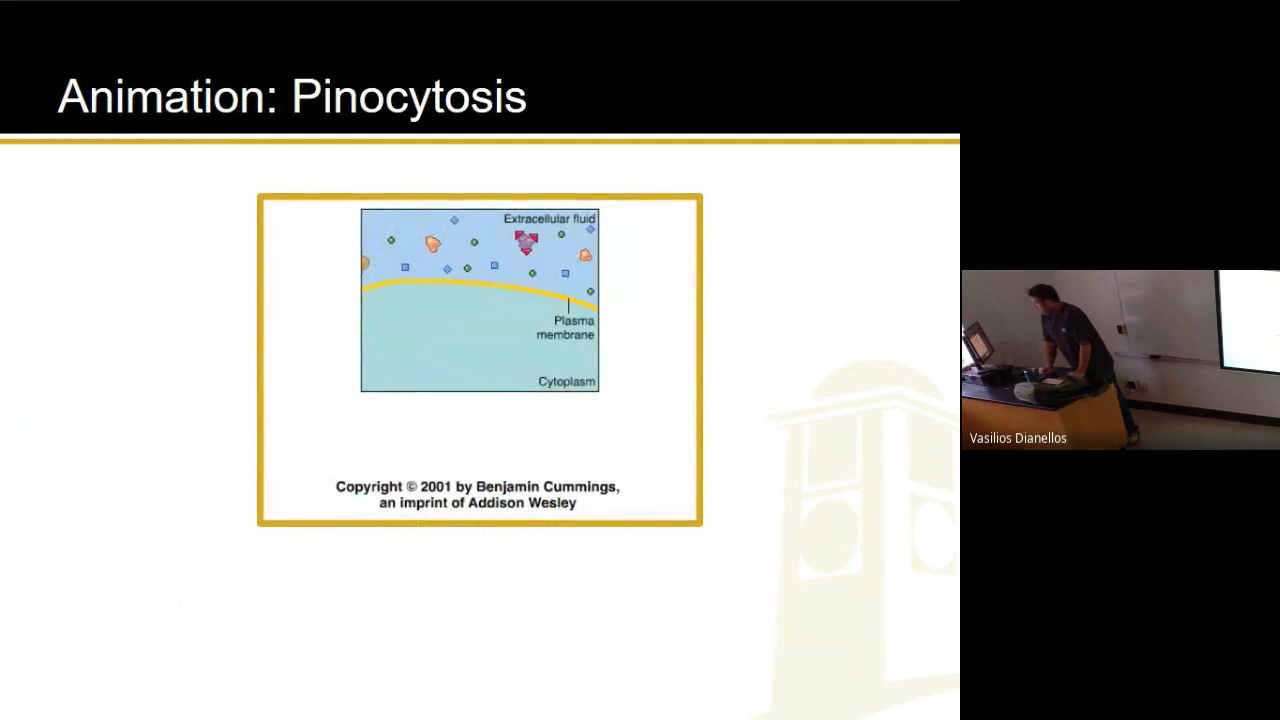 Animation: Pinocytosis
Extracellular fluid
Plasma
membrane
Cytoplasm
Copyright © 2001 by Benjamin Cummings,
an imprint of Addison Wesley
Vasilios Dianellos